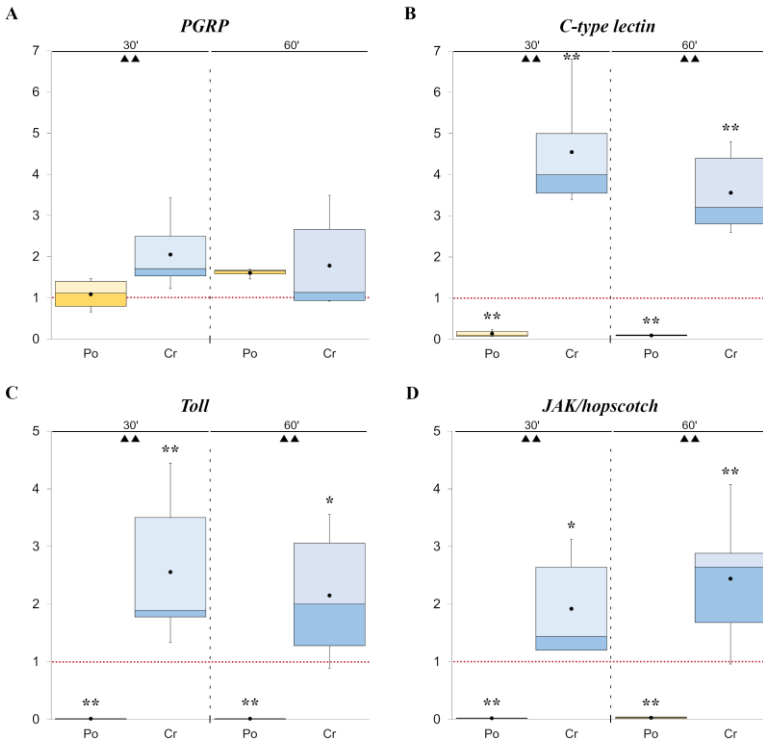 A
PGRP
30'
60'
▲▲
7
6
5
4
3
2
1
0
Po
Cr
Po
Cr
B
C-type lectin
30'
60'
▲▲
▲▲
7
6
5
4
3
2
1
0
**
**
**
**
Po
Cr
Po
Cr
C
Toll
30'
60'
▲▲
▲▲
5
4
3
2
1
0
**
*
**
**
Po
Cr
Po
Cr
D
JAK/hopscotch
30'
60'
▲▲
▲▲
5
4
3
2
1
0
**
*
**
**
Po
Cr
Po
Cr